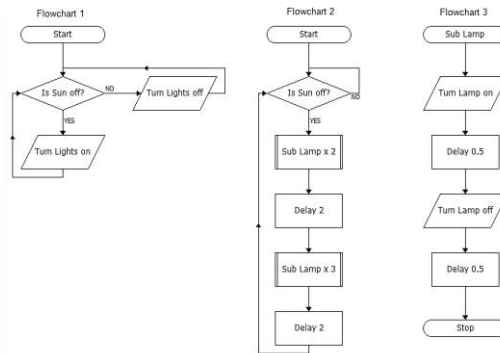 Flowchart 1
Start
Is Sun off?
NO
Turn Lights off
YES
Turn Lights on
Flowchart 2
Start
Is Sun off?
NO
YES
Sub Lamp x 2
Delay 2
Sub Lamp x 3
Delay 2
Flowchart 3
Sub Lamp
Turn Lamp on
Delay 0.5
Turn Lamp off
Delay 0.5
Stop